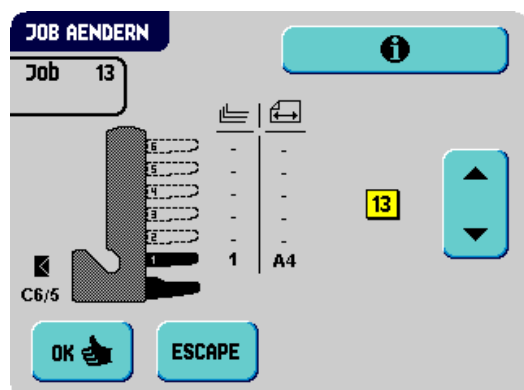 JOB AENDERN
Job 13
6 - -
5 - -
4 - -
3 - -
2 - -
1 1 A4
13
C6/5
OK
ESCAPE